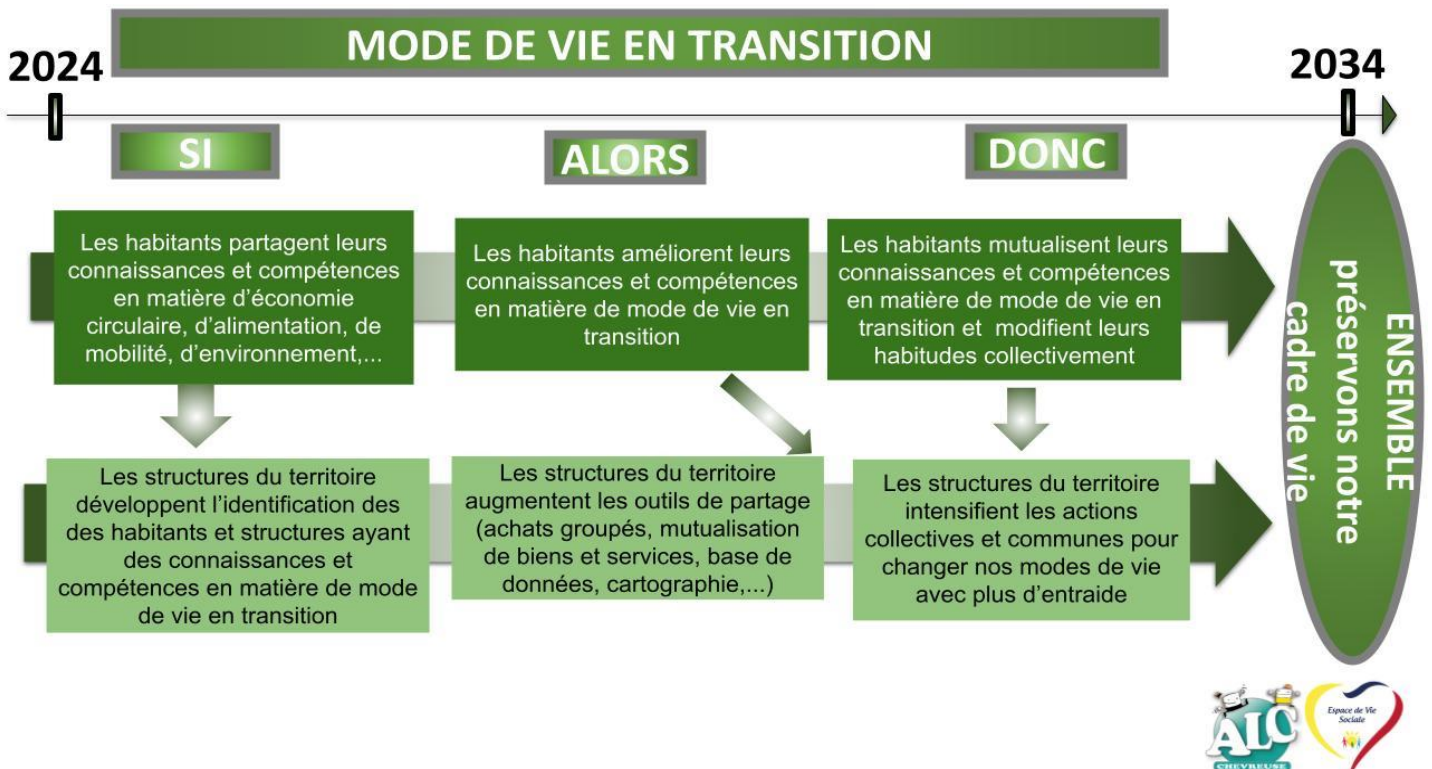 MODE DE VIE EN TRANSITION
2024
2034
SI
ALORS
DONC
Les habitants partagent leurs
connaissances et compétences
en matière d'économie
circulaire, d'alimentation, de
mobilité, d'environnement,...
Les habitants améliorent leurs
connaissances et compétences
en matière de mode de vie en
transition
Les habitants mutualisent leurs
connaissances et compétences
en matière de mode de vie en
transition et modifient leurs
habitudes collectivement
Les structures du territoire
développent l'identification des
des habitants et structures ayant
des connaissances et
compétences en matière de mode
de vie en transition
Les structures du territoire
augmentent les outils de partage
(achats groupés, mutualisation
de biens et services, base de
données, cartographie,...)
Les structures du territoire
intensifient les actions
collectives et communes pour
changer nos modes de vie
avec plus d'entraide
ENSEMBLE
préservons notre
cadre de vie
ALC
CHEVREUSE
Espace de Vie
Sociale